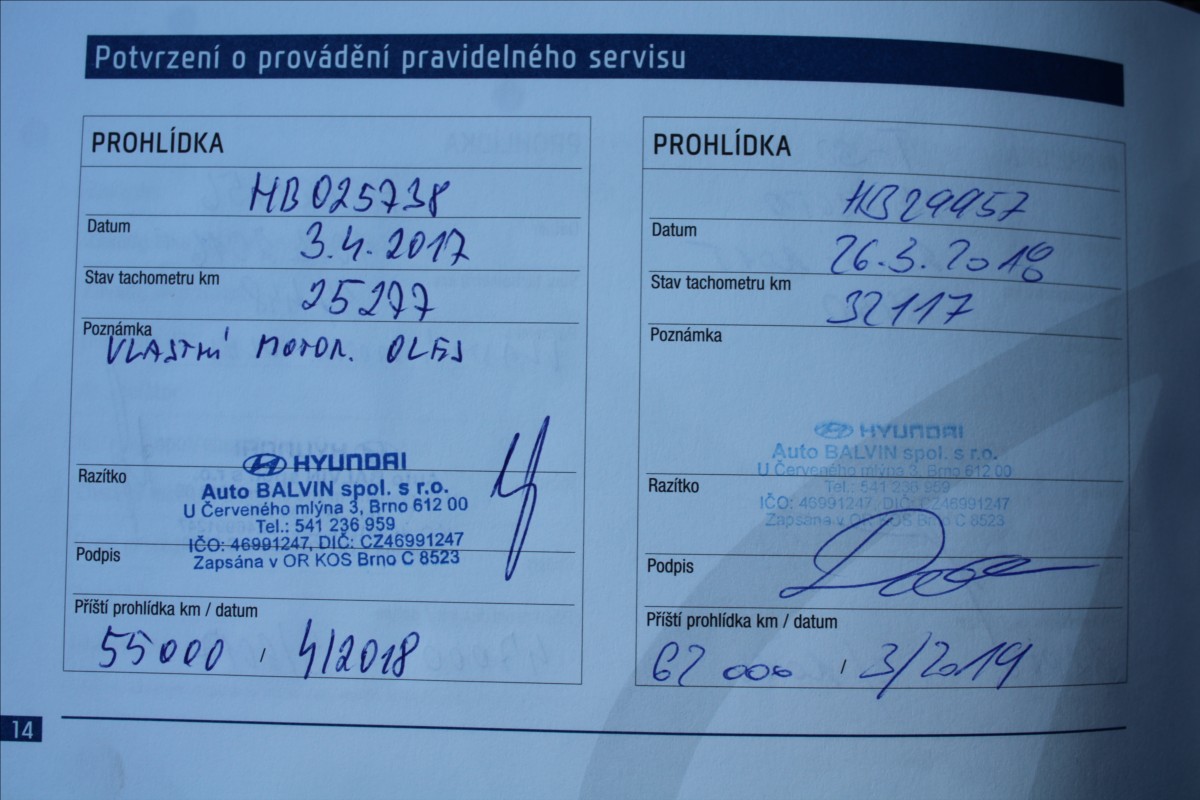 Potvrzení o provádění pravidelného servisu
PROHLÍDKA
HB025738
Datum
3.4.2017
Stav tachometru km
25277
Poznámka
VLASTNÍ MOTOR. OLEJ
HYUNDAI
Razítko
Auto BALVIN spol. s r.o.
U Červeného mlýna 3, Brno 612 00
Tel.: 541 236 959
IČO: 46991247, DIČ: CZ46991247
Podpis
Zapsána v OR KOS Brno C 8523
Příští prohlídka km / datum
55000 / 4/2018
PROHLÍDKA
HB29957
Datum
26.3.2018
Stav tachometru km
32117
Poznámka
HYUNDAI
Auto BALVIN spol. s r.o.
U Červeného mlýna 3, Brno 612 00
Razítko
Tel.: 541 236 959
IČO: 46991247, DIČ: CZ46991247
Zapsána v OR KOS Brno C 8523
Podpis
Příští prohlídka km / datum
62 000 / 3/2019
14